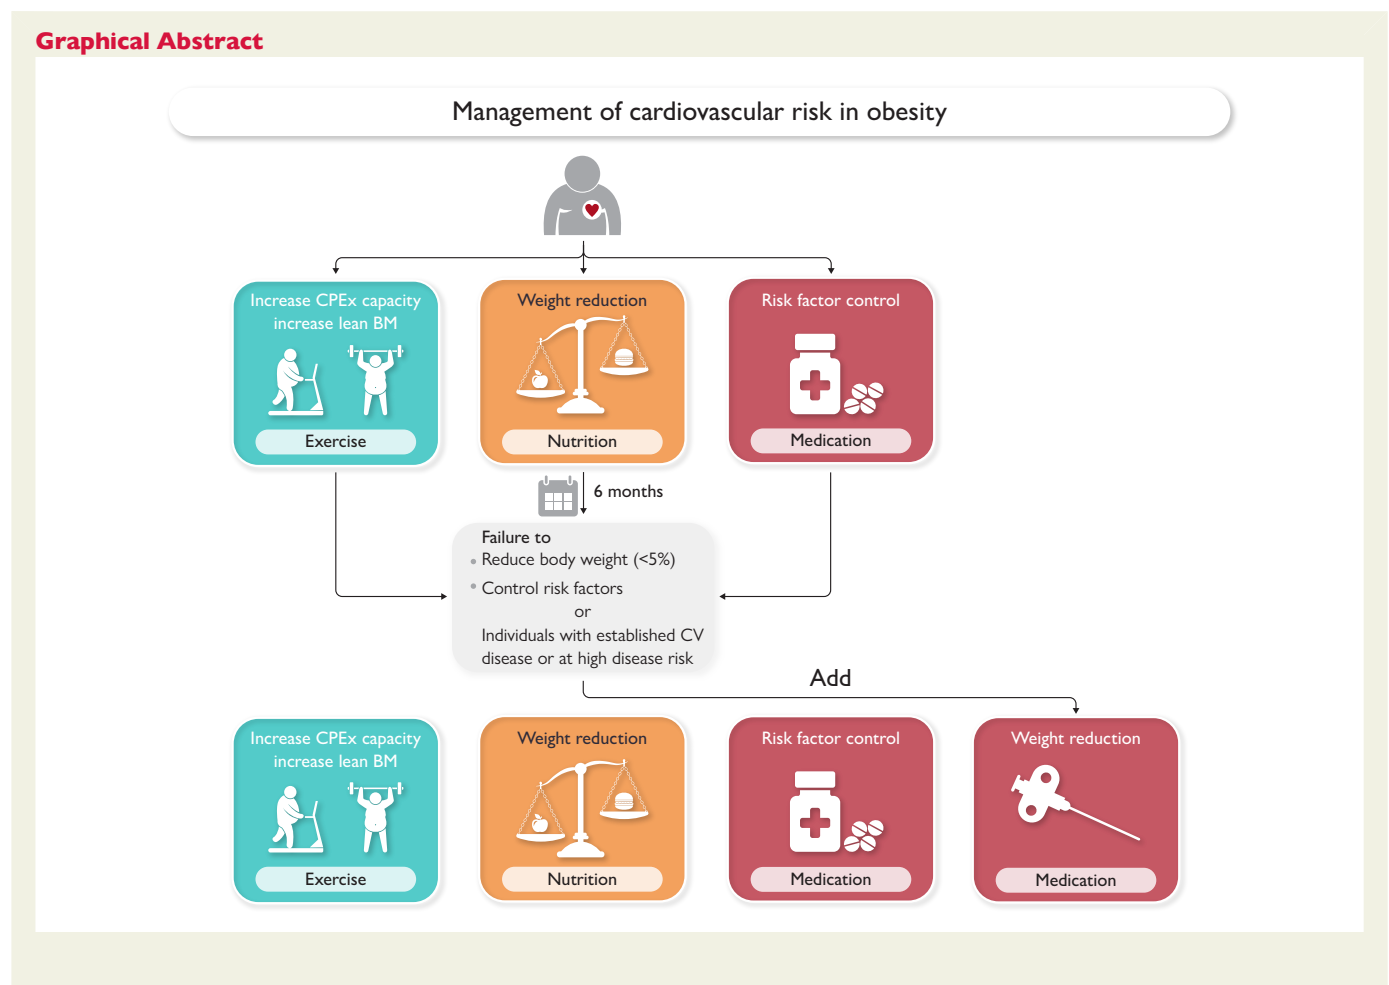 Graphical Abstract
Management of cardiovascular risk in obesity
Increase CPEx capacity
increase lean BM
Exercise
Weight reduction
Nutrition
Risk factor control
Medication
6 months
Failure to
• Reduce body weight (<5%)
• Control risk factors
or
Individuals with established CV
disease or at high disease risk
Add
Increase CPEx capacity
increase lean BM
Exercise
Weight reduction
Nutrition
Risk factor control
Medication
Weight reduction
Medication